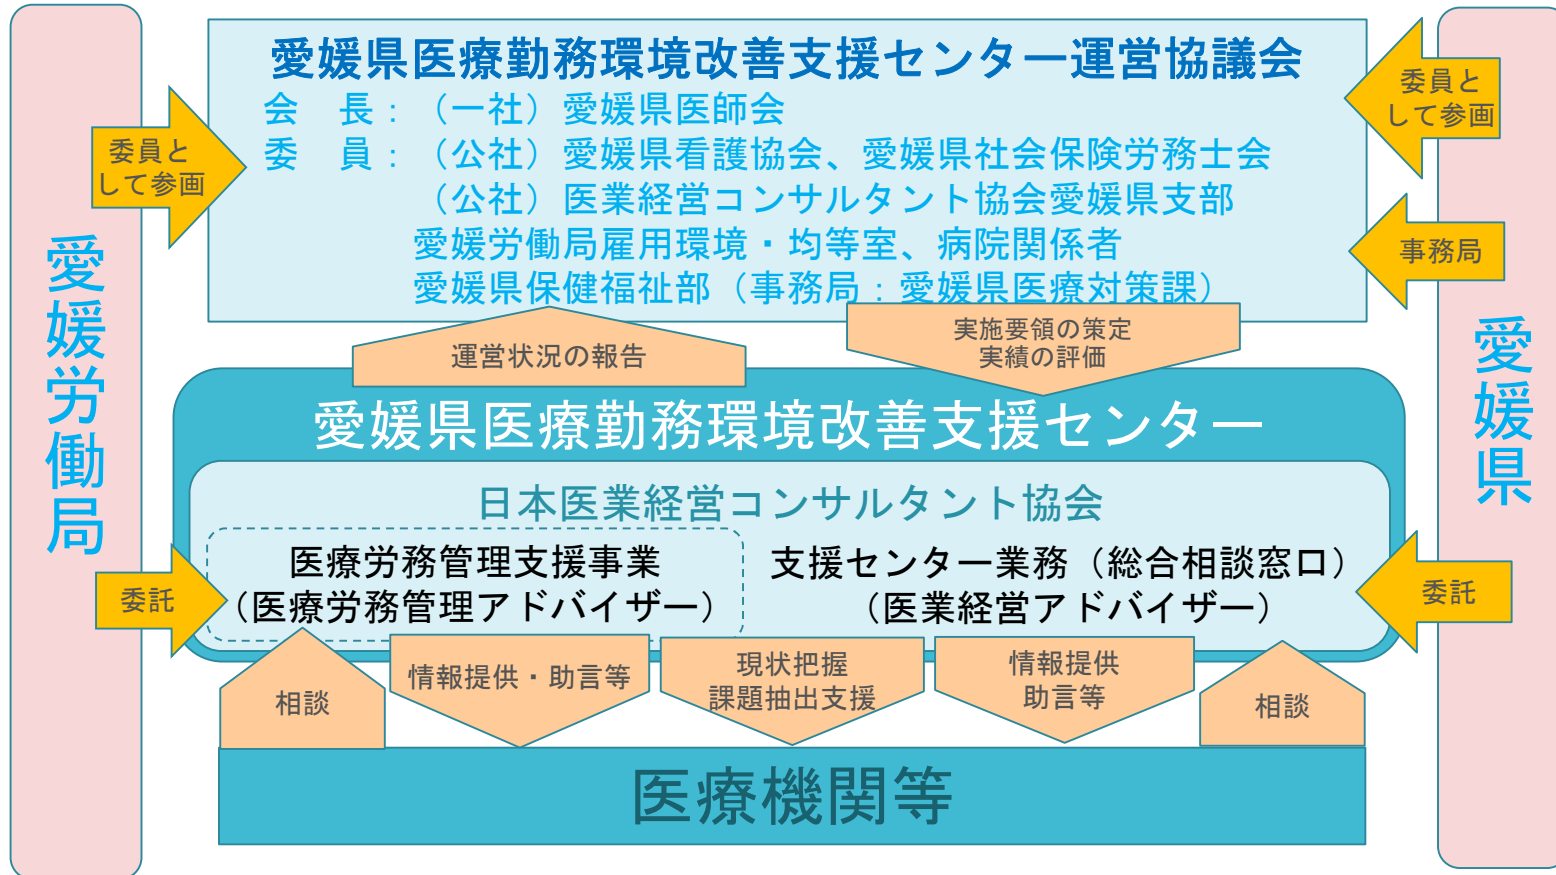 愛媛県医療勤務環境改善支援センター運営協議会
会　長：（一社）愛媛県医師会
委　員：（公社）愛媛県看護協会、愛媛県社会保険労務士会
（公社）医業経営コンサルタント協会愛媛県支部
愛媛労働局雇用環境・均等室、病院関係者
愛媛県保健福祉部（事務局：愛媛県医療対策課）
委員と
して参画
委員と
して参画
事務局
愛媛労働局
愛媛県
運営状況の報告
実施要領の策定
実績の評価
愛媛県医療勤務環境改善支援センター
日本医業経営コンサルタント協会
医療労務管理支援事業
（医療労務管理アドバイザー）
支援センター業務（総合相談窓口）
（医業経営アドバイザー）
委託
委託
相談
情報提供・助言等
現状把握
課題抽出支援
情報提供
助言等
相談
医療機関等